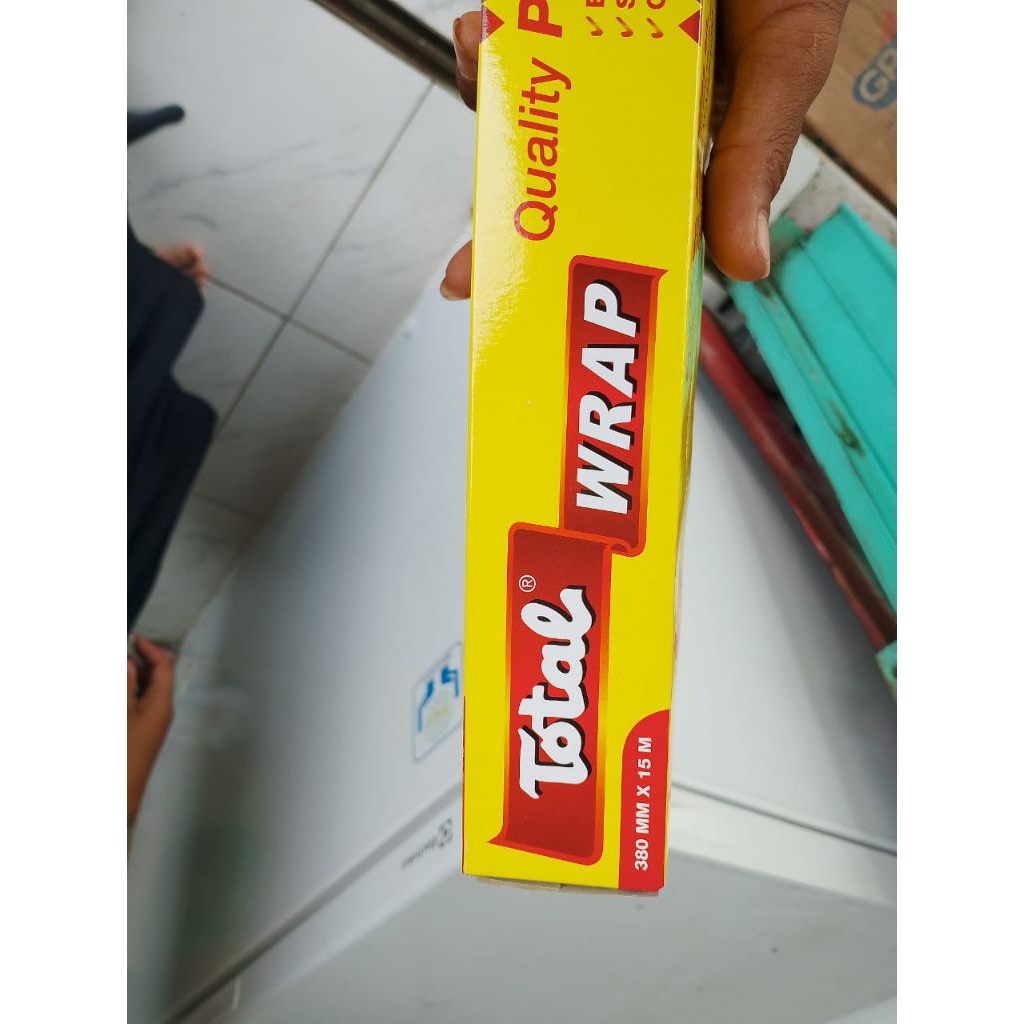 Total®
WRAP
Quality
380 MM X 15 M